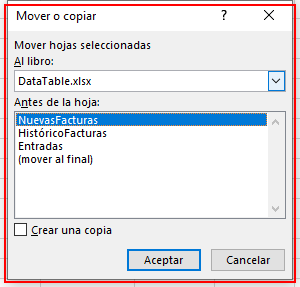 Mover o copiar
Mover hojas seleccionadas
Al libro:
DataTable.xlsx
Antes de la hoja:
NuevasFacturas
HistóricoFacturas
Entradas
(mover al final)
Crear una copia
Aceptar
Cancelar